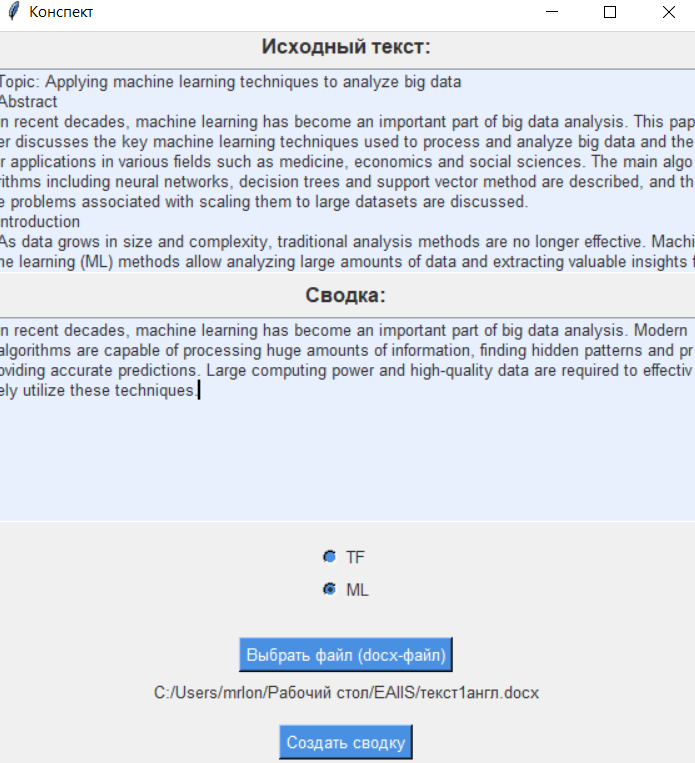 Конспект
Исходный текст:
Topic: Applying machine learning techniques to analyze big data
Abstract
n recent decades, machine learning has become an important part of big data analysis. This pap
er discusses the key machine learning techniques used to process and analyze big data and the
r applications in various fields such as medicine, economics and social sciences. The main algo
rithms including neural networks, decision trees and support vector method are described, and th
e problems associated with scaling them to large datasets are discussed.
ntroduction
As data grows in size and complexity, traditional analysis methods are no longer effective. Machi
ne learning (ML) methods allow analyzing large amounts of data and extracting valuable insights f
Сводка:
n recent decades, machine learning has become an important part of big data analysis. Modern
algorithms are capable of processing huge amounts of information, finding hidden patterns and pr
oviding accurate predictions. Large computing power and high-quality data are required to effectiv
ely utilize these techniques.
TF
ML
Выбрать файл (docx-файл)
C:/Users/mrlon/Рабочий стол/EAIIS/текст1англ.docx
Создать сводку